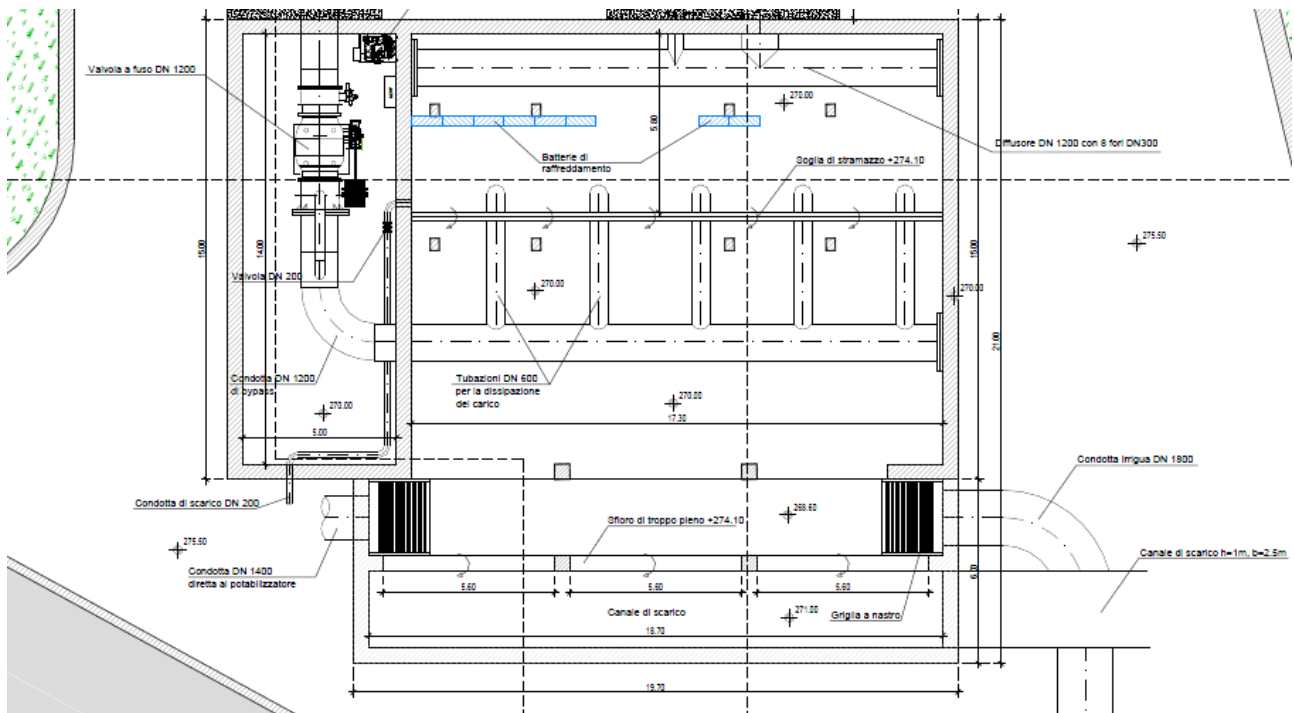 Valvola a fuso DN 1200
270.00
5.80
Diffusore DN 1200 con 8 fori DN300
Batterie di
raffreddamento
Soglia di stramazzo +274.10
15.00
14.00
15.00
275.50
Valvola DN 200
270.00
270.00
21.00
Condotta DN 1200
di bypass
Tubazioni DN 600
per la dissipazione
del carico
270.00
270.00
17.30
5.00
Condotta irrigua DN 1800
Condotta di scarico DN 200
268.60
Sfioro di troppo pieno +274.10
275.50
Canale di scarico h=1m, b=2.5m
Condotta DN 1400
diretta al potabilizzatore
6.00
5.60
5.60
5.60
Canale di scarico
271.00
Griglia a nastro
18.70
19.70